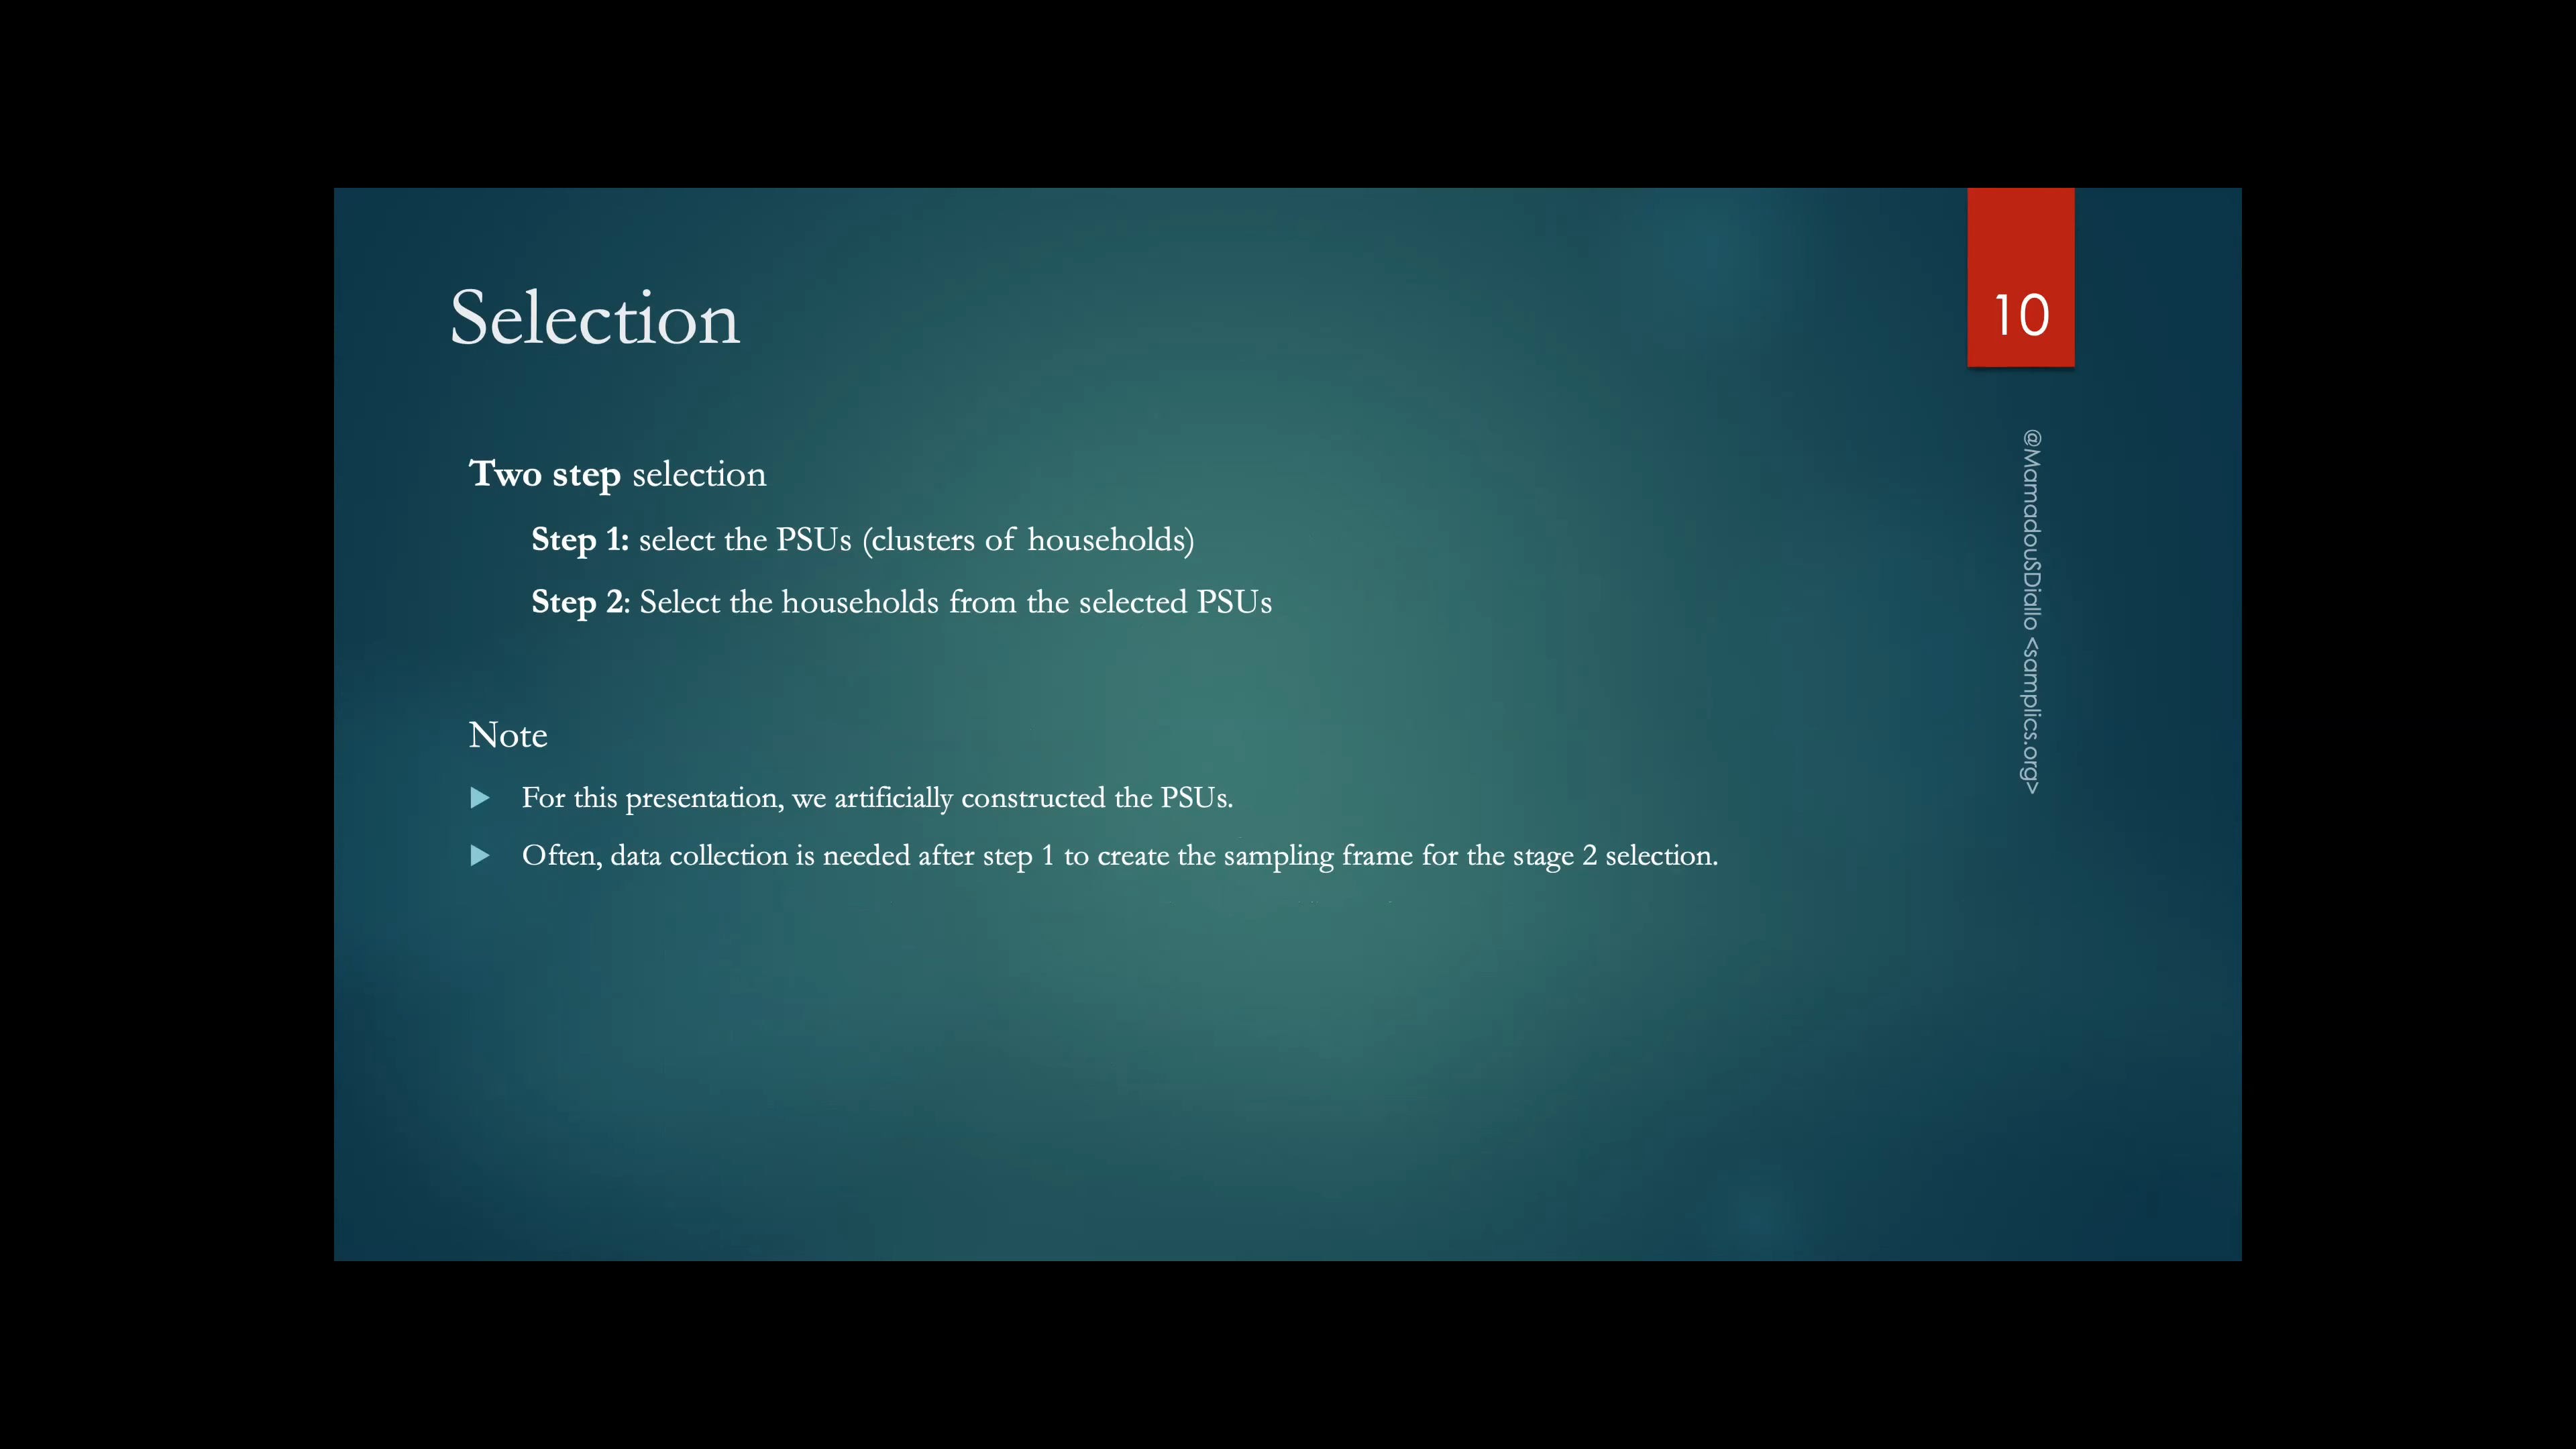 Selection
10
Two step selection
Step 1: select the PSUs (clusters of households)
Step 2: Select the households from the selected PSUs
Note
For this presentation, we artificially constructed the PSUs.
Often, data collection is needed after step 1 to create the sampling frame for the stage 2 selection.
@MamadouSDiallo <samplics.org>